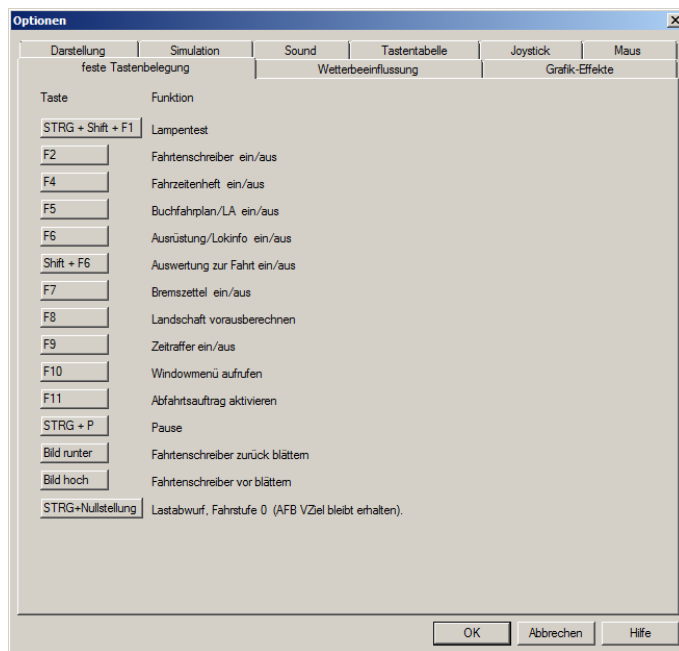 Optionen
Darstellung Simulation Sound Tastentabelle Joystick Maus
feste Tastenbelegung Wetterbeeinflussung Grafik-Effekte
Taste Funktion
STRG + Shift + F1 Lampentest
F2 Fahrtenschreiber ein/aus
F4 Fahrzeitenheft ein/aus
F5 Buchfahrplan/LA ein/aus
F6 Ausrüstung/Lokinfo ein/aus
Shift + F6 Auswertung zur Fahrt ein/aus
F7 Bremszettel ein/aus
F8 Landschaft vorausberechnen
F9 Zeitraffer ein/aus
F10 Windowmenü aufrufen
F11 Abfahrtsauftrag aktivieren
STRG + P Pause
Bild runter Fahrtenschreiber zurück blättern
Bild hoch Fahrtenschreiber vor blättern
STRG+Nullstellung Lastabwurf, Fahrstufe 0 (AFB VZiel bleibt erhalten).
OK Abbrechen Hilfe